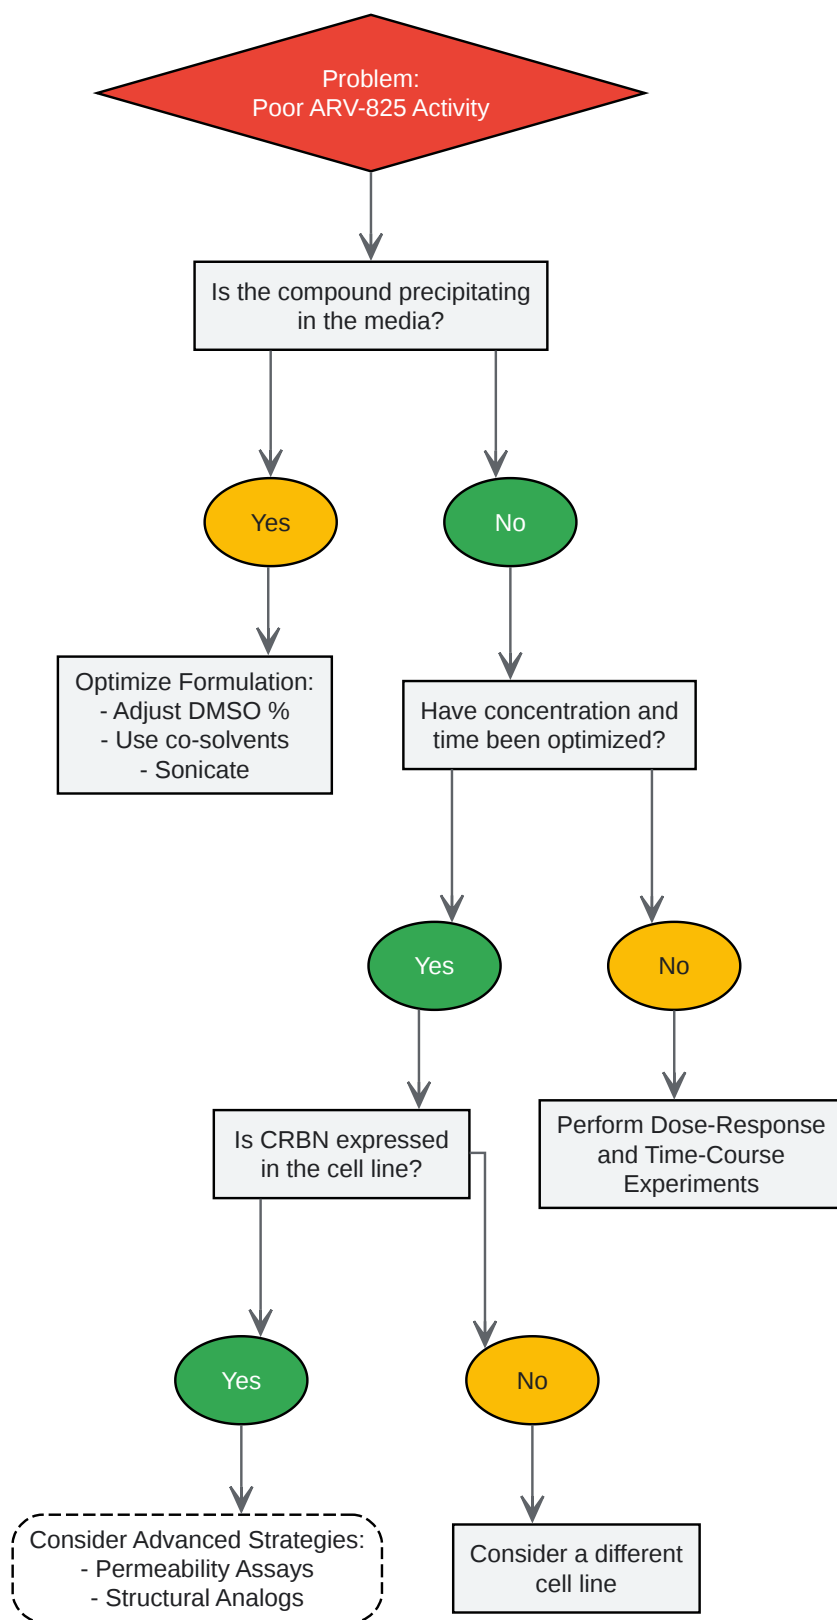 Problem:
Poor ARV-825 Activity
Is the compound precipitating
in the media?
Yes
No
Optimize Formulation:
- Adjust DMSO %
- Use co-solvents
- Sonicate
Have concentration and
time been optimized?
Yes
No
Is CRBN expressed
in the cell line?
Perform Dose-Response
and Time-Course
Experiments
Yes
No
Consider Advanced Strategies:
- Permeability Assays
- Structural Analogs
Consider a different
cell line